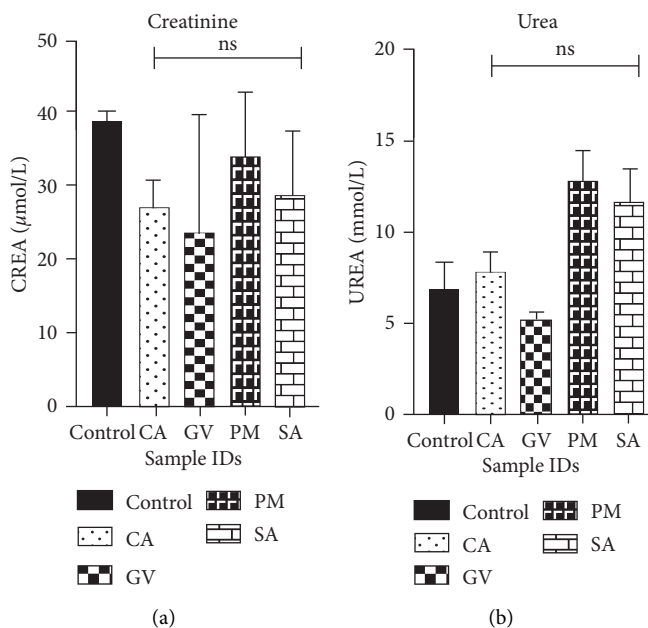 Creatinine
50
40
30
20
10
0
CREA (µmol/L)
ns
Control CA GV PM SA
Sample IDs
Control
CA
GV
PM
SA
(a)
Urea
20
15
10
5
0
UREA (mmol/L)
ns
Control CA GV PM SA
Sample IDs
Control
CA
GV
PM
SA
(b)